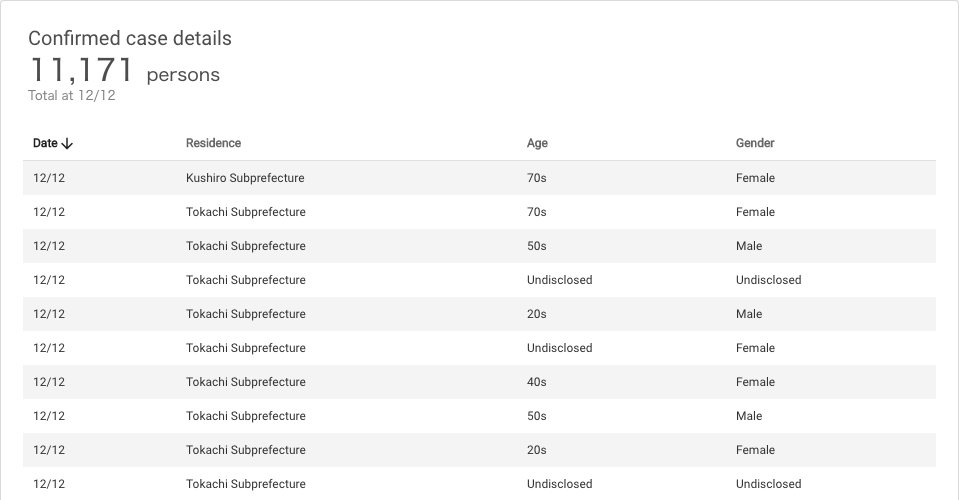 Confirmed case details
11,171 persons
Total at 12/12
Date Residence Age Gender
12/12 Kushiro Subprefecture 70s Female
12/12 Tokachi Subprefecture 70s Female
12/12 Tokachi Subprefecture 50s Male
12/12 Tokachi Subprefecture Undisclosed Undisclosed
12/12 Tokachi Subprefecture 20s Male
12/12 Tokachi Subprefecture Undisclosed Female
12/12 Tokachi Subprefecture 40s Female
12/12 Tokachi Subprefecture 50s Male
12/12 Tokachi Subprefecture 20s Female
12/12 Tokachi Subprefecture Undisclosed Undisclosed